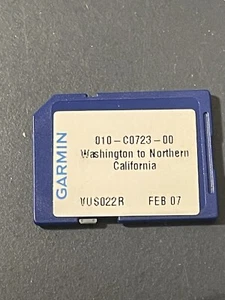 GARMIN
010-C0723-00
Washington to Northern
California
VUS022R FEB 07